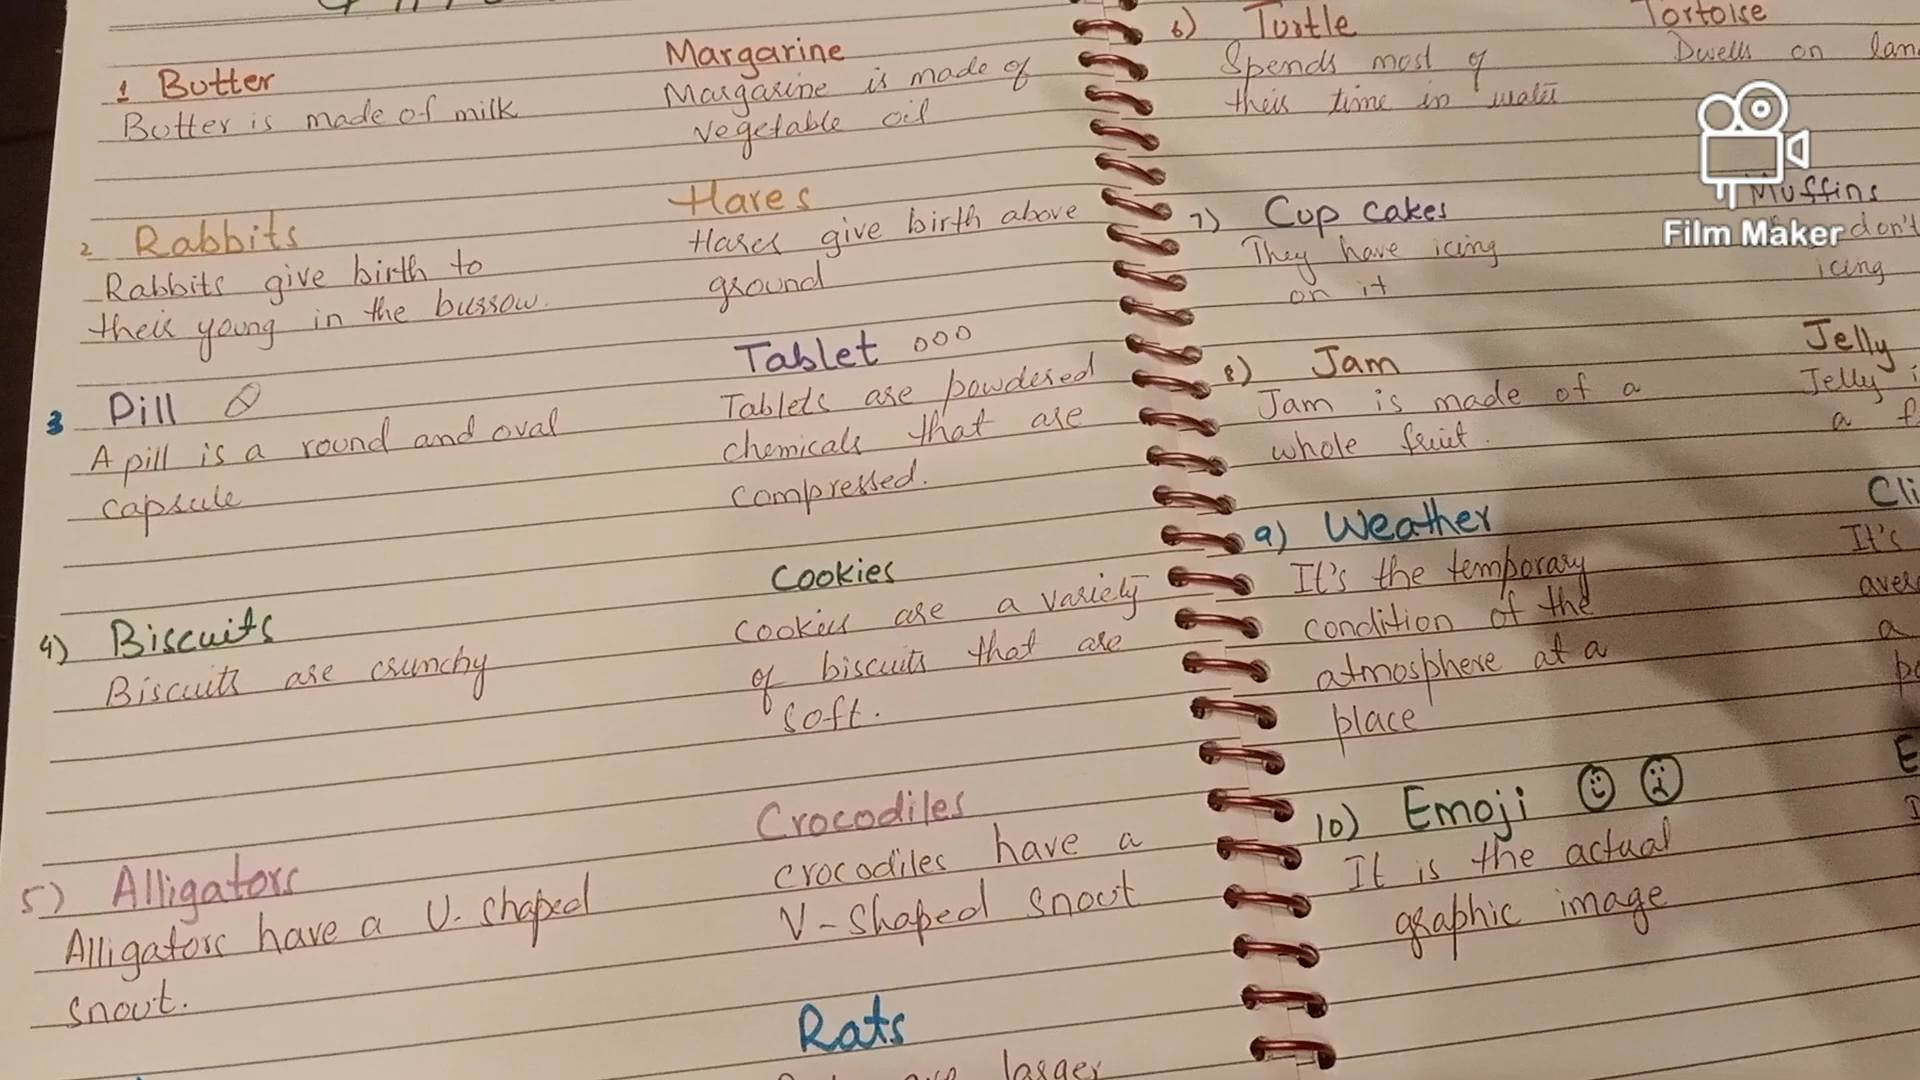 1 Butter
Butter is made of milk
Margarine
Margarine is made of
vegetable oil
2 Rabbits
Rabbits give birth to
their young in the burrow.
Hares
Hares give birth above
ground
3 Pill
A pill is a round and oval
capsule
Tablet
Tablets are powdered
chemicals that are
compressed.
4) Biscuits
Biscuits are crunchy
Cookies
Cookies are a variety
of biscuits that are
soft.
5) Alligators
Alligators have a U-shaped
snout.
Crocodiles
crocodiles have a
V-shaped snout
Rats
larger
6) Turtle
Spends most of
their time in water
Tortoise
Dwells on land
7) Cup cakes
They have icing
on it
Muffins
don't
icing
8) Jam
Jam is made of a
whole fruit.
Jelly
Jelly
a
9) Weather
It's the temporary
condition of the
atmosphere at a
place
Cli
It's
aver
a
10) Emoji
It is the actual
graphic image
E
Film Maker